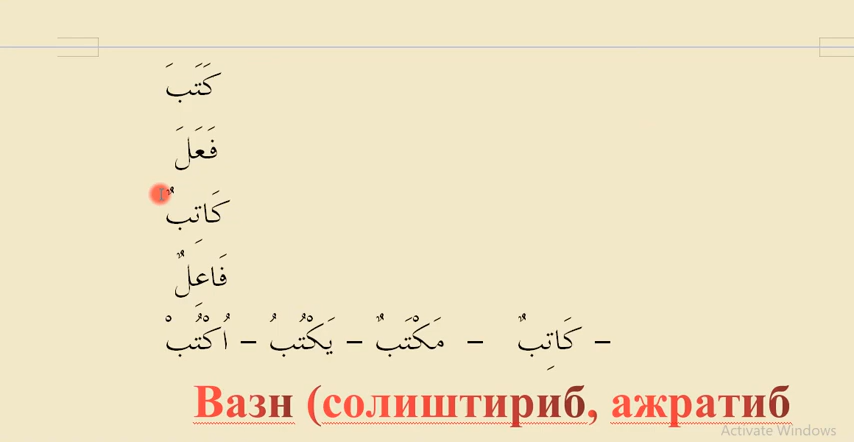 كَتَبَ
فَعَلَ
كَاتِبٌ
فَاعِلٌ
– كَاتِبٌ – مَكْتَبٌ – يَكْتُبُ – اُكْتُبْ
Вазн (солиштириб, ажратиб
Activate Windows